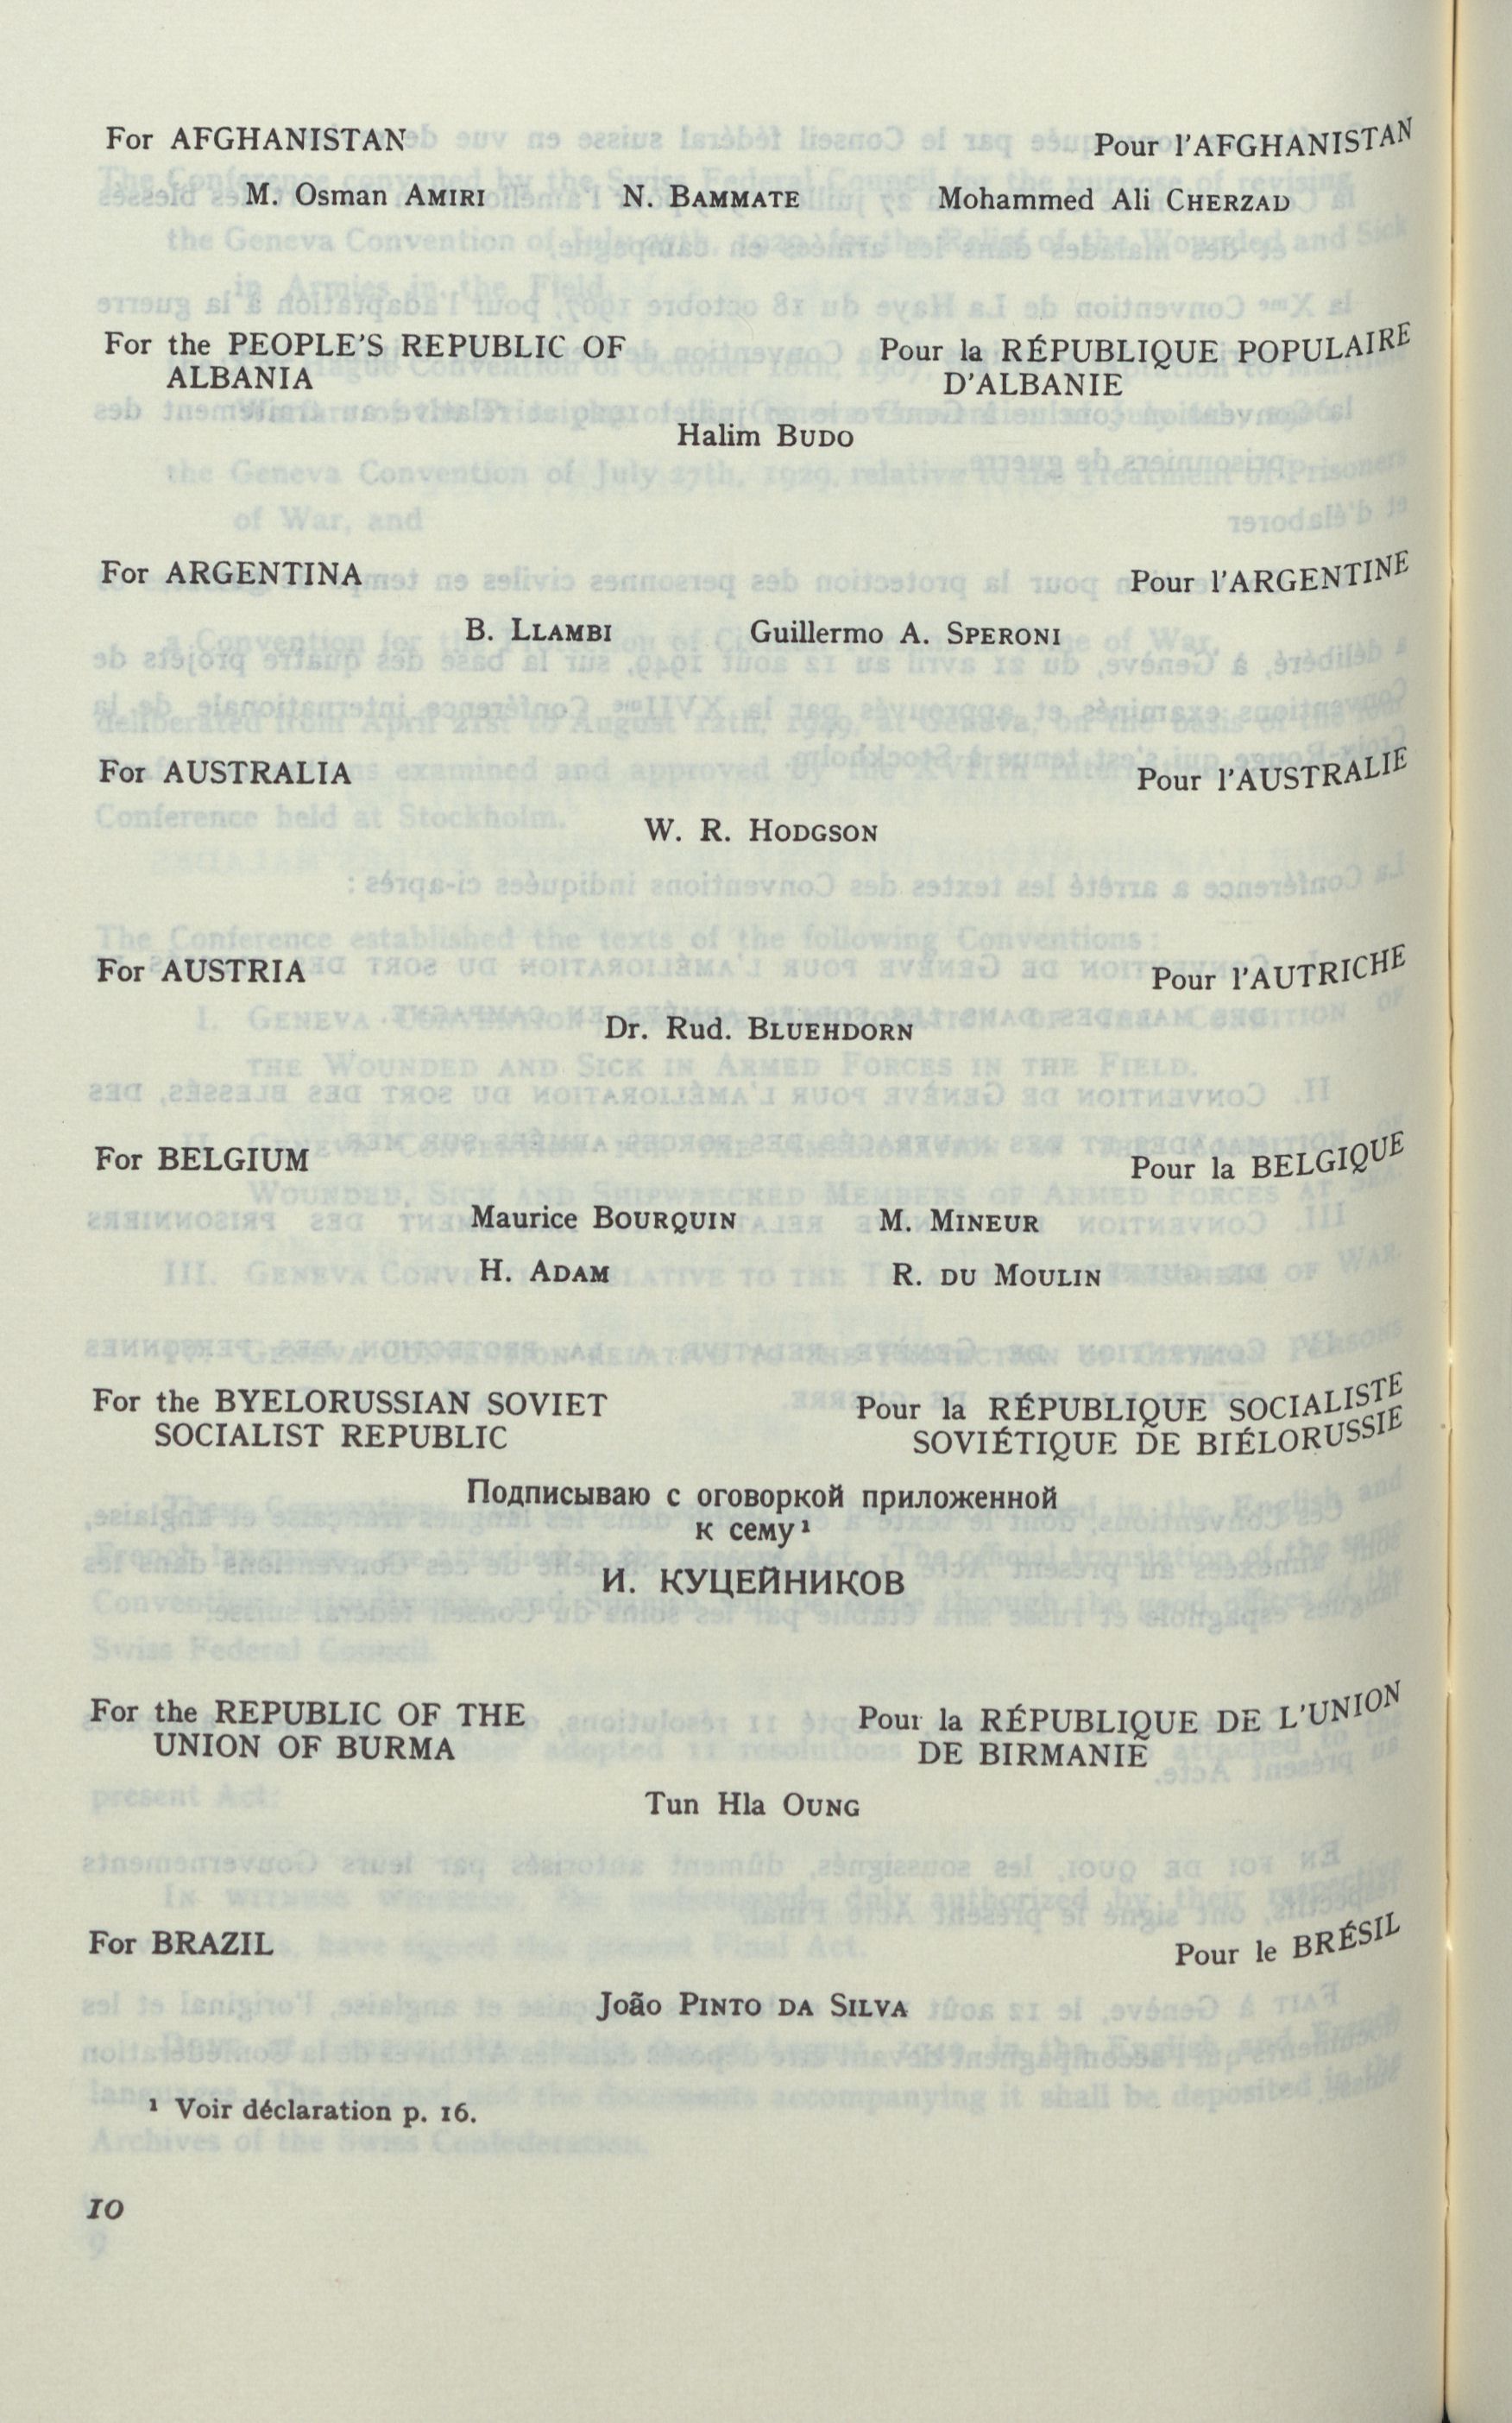 For AFGHANISTAN Pour l'AFGHANISTAN
M. Osman AMIRI N. BAMMATE Mohammed Ali CHERZAD
For the PEOPLE'S REPUBLIC OF Pour la RÉPUBLIQUE POPULAIRE
ALBANIA D'ALBANIE
Halim BUDO
For ARGENTINA Pour l'ARGENTINE
B. LLAMBI Guillermo A. SPERONI
For AUSTRALIA Pour l'AUSTRALIE
W. R. HODGSON
For AUSTRIA Pour l'AUTRICHE
Dr. Rud. BLUEHDORN
For BELGIUM Pour la BELGIQUE
Maurice BOURQUIN M. MINEUR
H. ADAM R. DU MOULIN
For the BYELORUSSIAN SOVIET Pour la RÉPUBLIQUE SOCIALISTE
SOCIALIST REPUBLIC SOVIÉTIQUE DE BIÉLORUSSIE
Подписываю с оговоркой приложенной
к сему¹
И. КУЦЕЙНИКОВ
For the REPUBLIC OF THE Pour la RÉPUBLIQUE DE L'UNION
UNION OF BURMA DE BIRMANIE
Tun Hla OUNG
For BRAZIL Pour le BRÉSIL
João PINTO DA SILVA
¹ Voir déclaration p. 16.
10